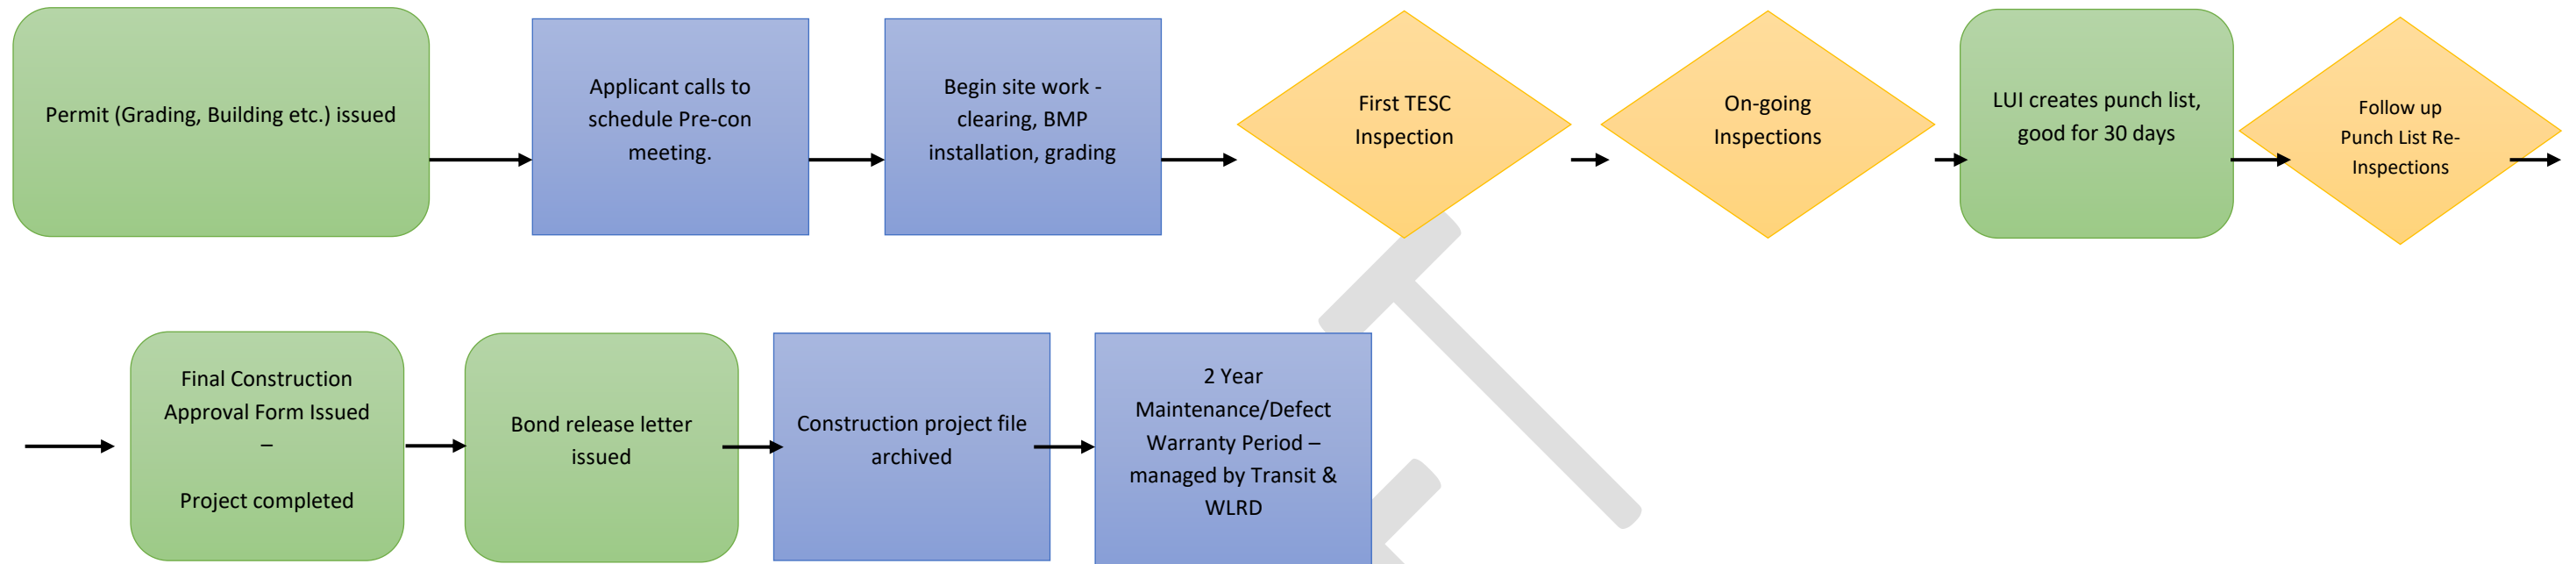 Permit (Grading, Building etc.) issued
Applicant calls to
schedule Pre-con
meeting.
Begin site work -
clearing, BMP
installation, grading
First TESC
Inspection
On-going
Inspections
LUI creates punch list,
good for 30 days
Follow up
Punch List Re-
Inspections
Final Construction
Approval Form Issued
–
Project completed
Bond release letter
issued
Construction project file
archived
2 Year
Maintenance/Defect
Warranty Period –
managed by Transit &
WLRD